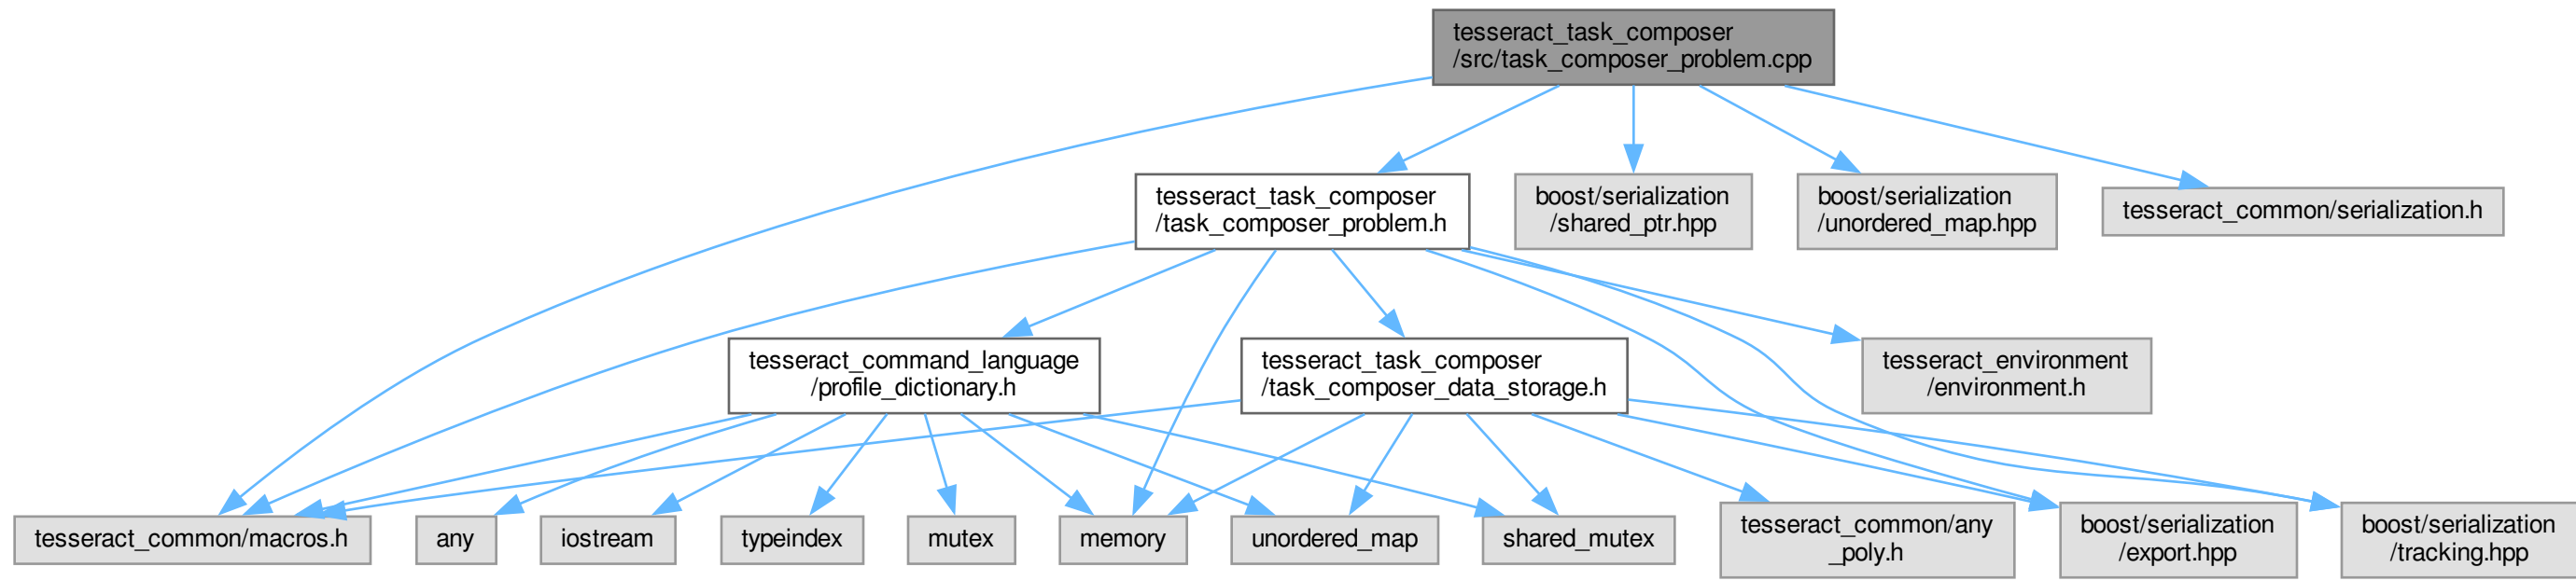 tesseract_task_composer
/src/task_composer_problem.cpp
tesseract_task_composer
/task_composer_problem.h
boost/serialization
/shared_ptr.hpp
boost/serialization
/unordered_map.hpp
tesseract_common/serialization.h
tesseract_command_language
/profile_dictionary.h
tesseract_task_composer
/task_composer_data_storage.h
tesseract_environment
/environment.h
tesseract_common/macros.h
any
iostream
typeindex
mutex
memory
unordered_map
shared_mutex
tesseract_common/any
_poly.h
boost/serialization
/export.hpp
boost/serialization
/tracking.hpp